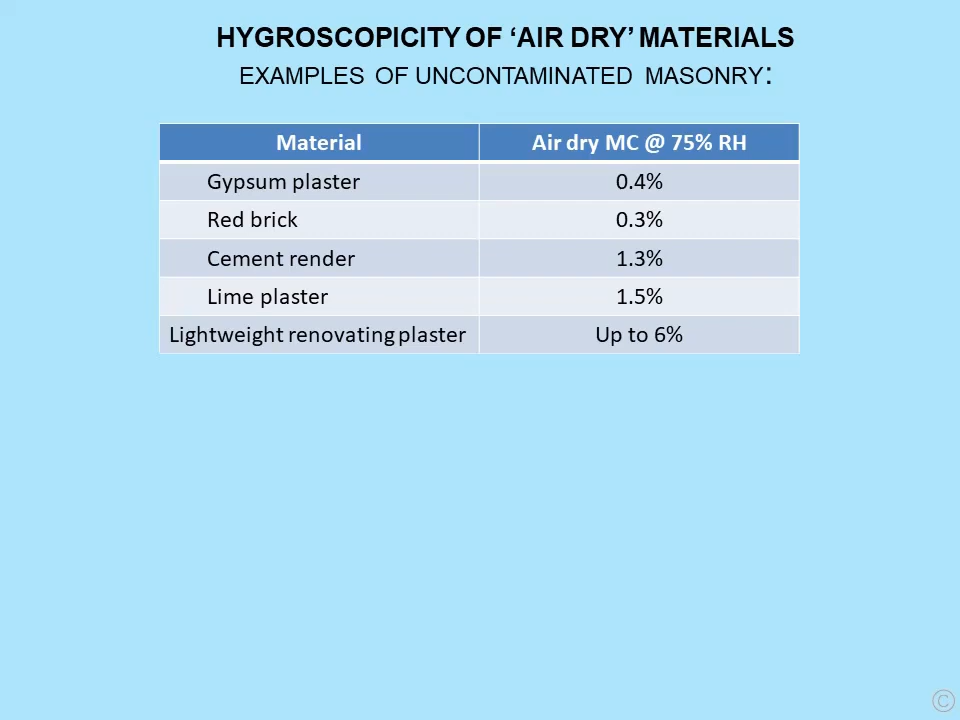 HYGROSCOPICITY OF ‘AIR DRY’ MATERIALS
EXAMPLES OF UNCONTAMINATED MASONRY:
Material Air dry MC @ 75% RH
Gypsum plaster 0.4%
Red brick 0.3%
Cement render 1.3%
Lime plaster 1.5%
Lightweight renovating plaster Up to 6%
©